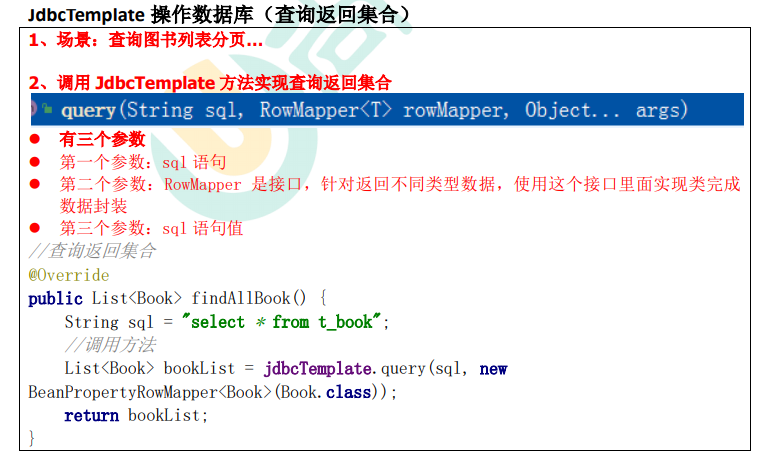 JdbcTemplate 操作数据库（查询返回集合）
1、场景：查询图书列表分页…
2、调用 JdbcTemplate 方法实现查询返回集合
query(String sql, RowMapper<T> rowMapper, Object... args)
● 有三个参数
● 第一个参数：sql 语句
● 第二个参数：RowMapper 是接口，针对返回不同类型数据，使用这个接口里面实现类完成
数据封装
● 第三个参数：sql 语句值
//查询返回集合
@Override
public List<Book> findAllBook() {
String sql = "select * from t_book";
//调用方法
List<Book> bookList = jdbcTemplate.query(sql, new
BeanPropertyRowMapper<Book>(Book.class));
return bookList;
}